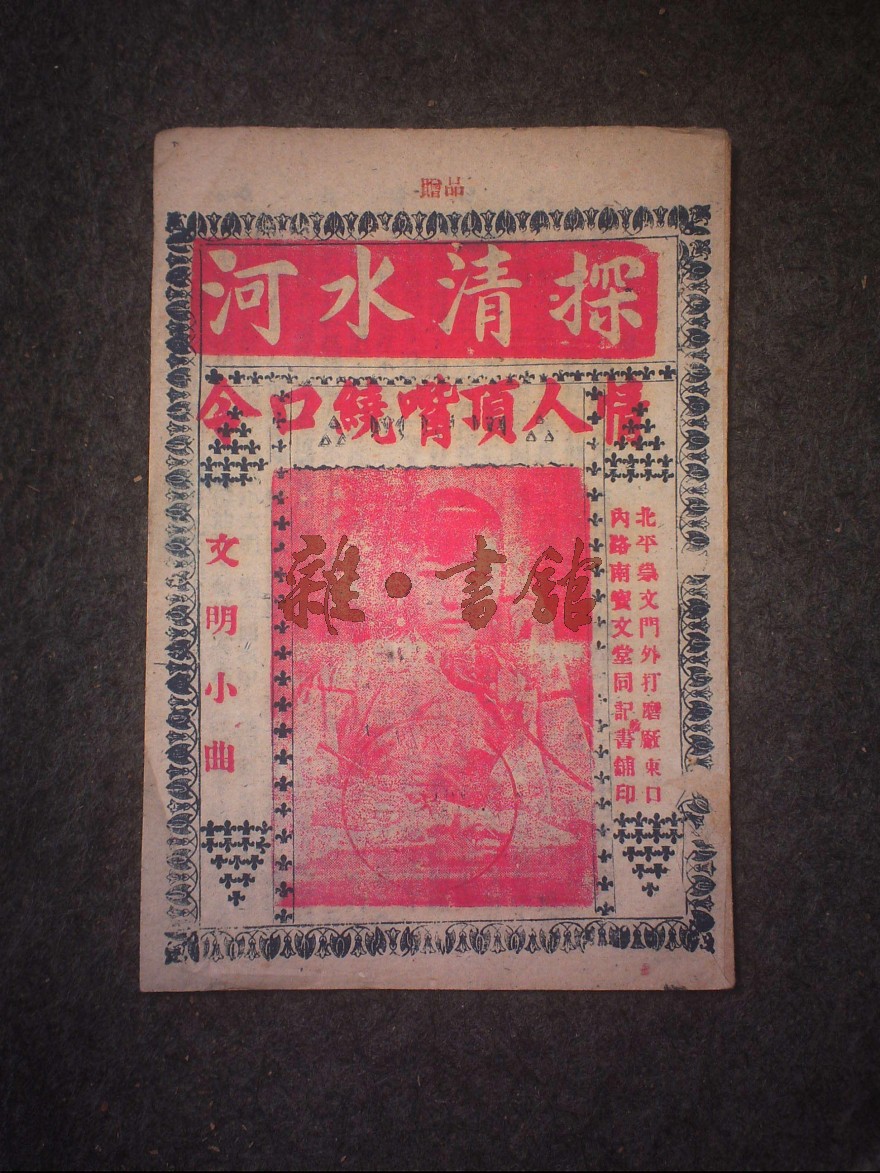 贈品
探清水河
倆人頂嘴繞口令
北平崇文門外打磨廠東口
內路南寳文堂同記書舖印
文明小曲
雜·書館